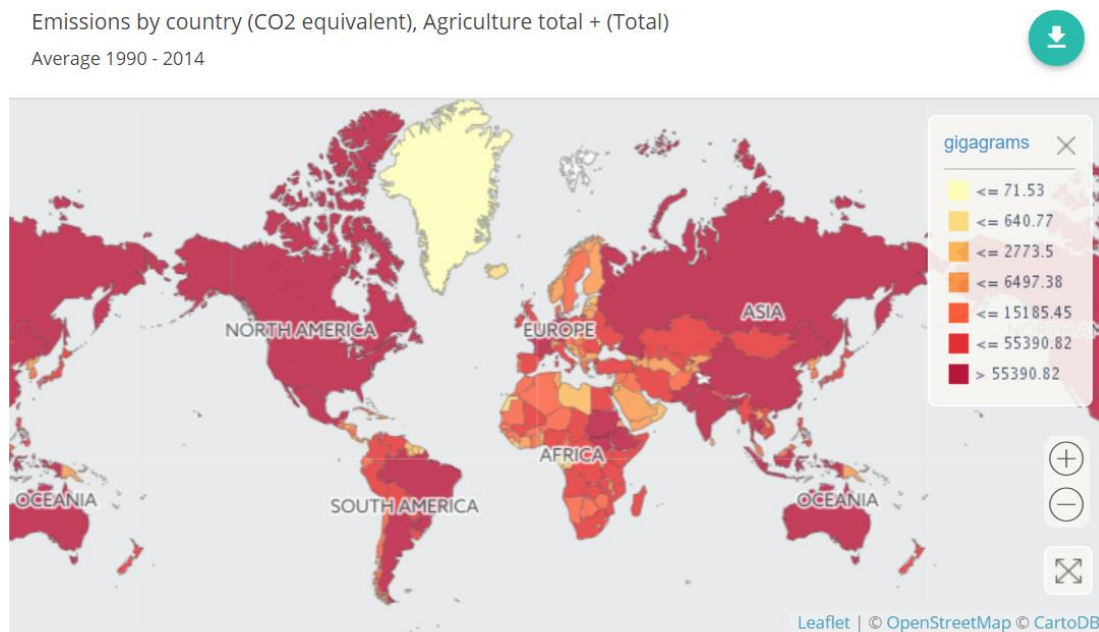 Emissions by country (CO2 equivalent), Agriculture total + (Total)
Average 1990 - 2014
gigagrams
<= 71.53
<= 640.77
<= 2773.5
<= 6497.38
<= 15185.45
<= 55390.82
> 55390.82
NORTH AMERICA
EUROPE
ASIA
NORTH AM
AFRICA
OCEANIA
SOUTH AMERICA
OCEANIA
Leaflet | © OpenStreetMap © CartoDB